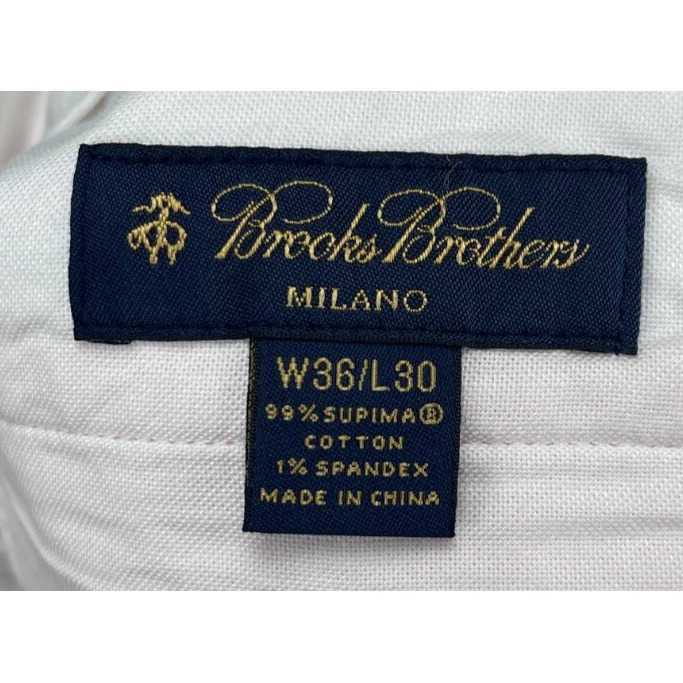 Brooks Brothers
MILANO
W36/L30
99% SUPIMA®
COTTON
1% SPANDEX
MADE IN CHINA